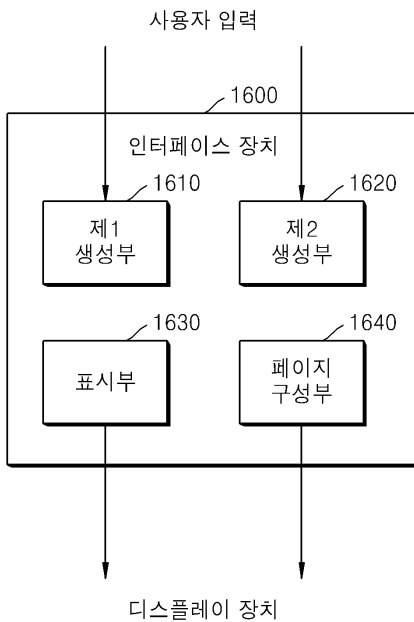 사용자 입력
1600
인터페이스 장치
1610
1620
제1
생성부
제2
생성부
1630
1640
표시부
페이지
구성부
디스플레이 장치